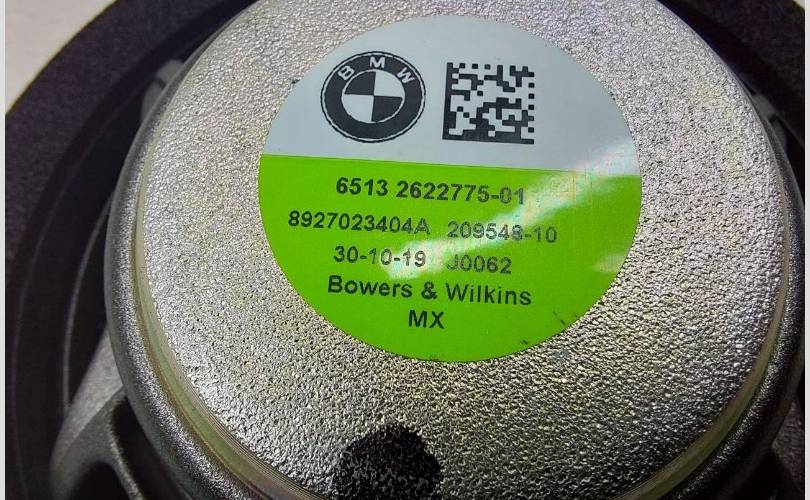 BMW
6513 2622775-01
8927023404A 209548-10
30-10-19 J0062
Bowers & Wilkins
MX